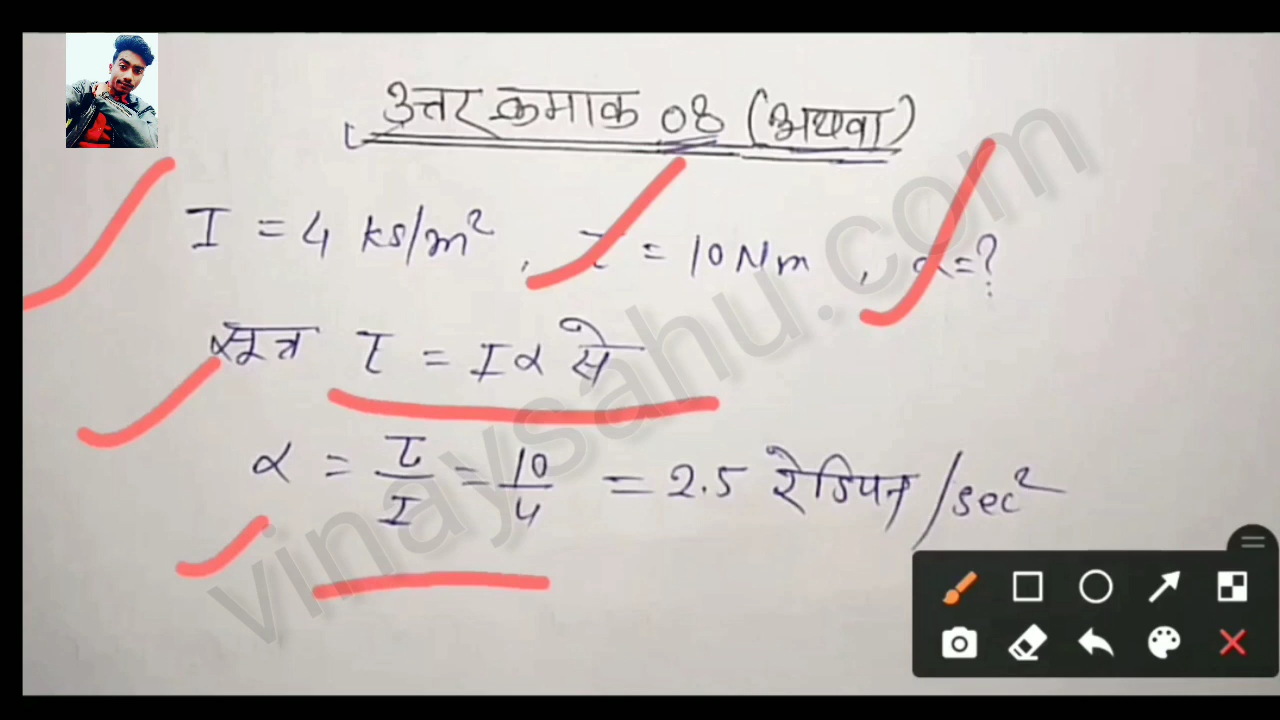 उत्तर क्रमांक 08 (अथवा)
I = 4 kg/m², τ = 10 Nm, α = ?
सूत्र τ = Iα से
α = τ/I = 10/4 = 2.5 रेडियन/sec²
vinaysahu.com